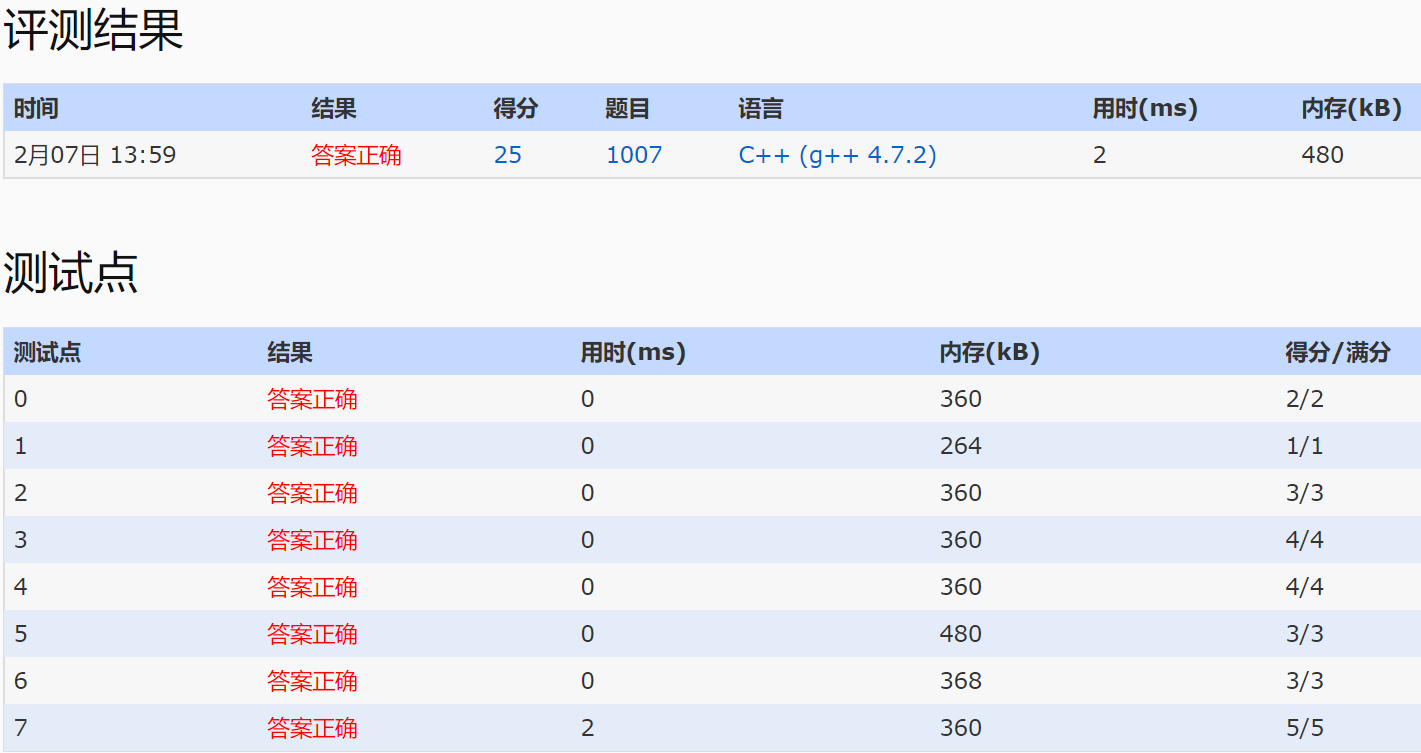 评测结果
时间 结果 得分 题目 语言 用时(ms) 内存(kB)
2月07日 13:59 答案正确 25 1007 C++ (g++ 4.7.2) 2 480
测试点
测试点 结果 用时(ms) 内存(kB) 得分/满分
0 答案正确 0 360 2/2
1 答案正确 0 264 1/1
2 答案正确 0 360 3/3
3 答案正确 0 360 4/4
4 答案正确 0 360 4/4
5 答案正确 0 480 3/3
6 答案正确 0 368 3/3
7 答案正确 2 360 5/5